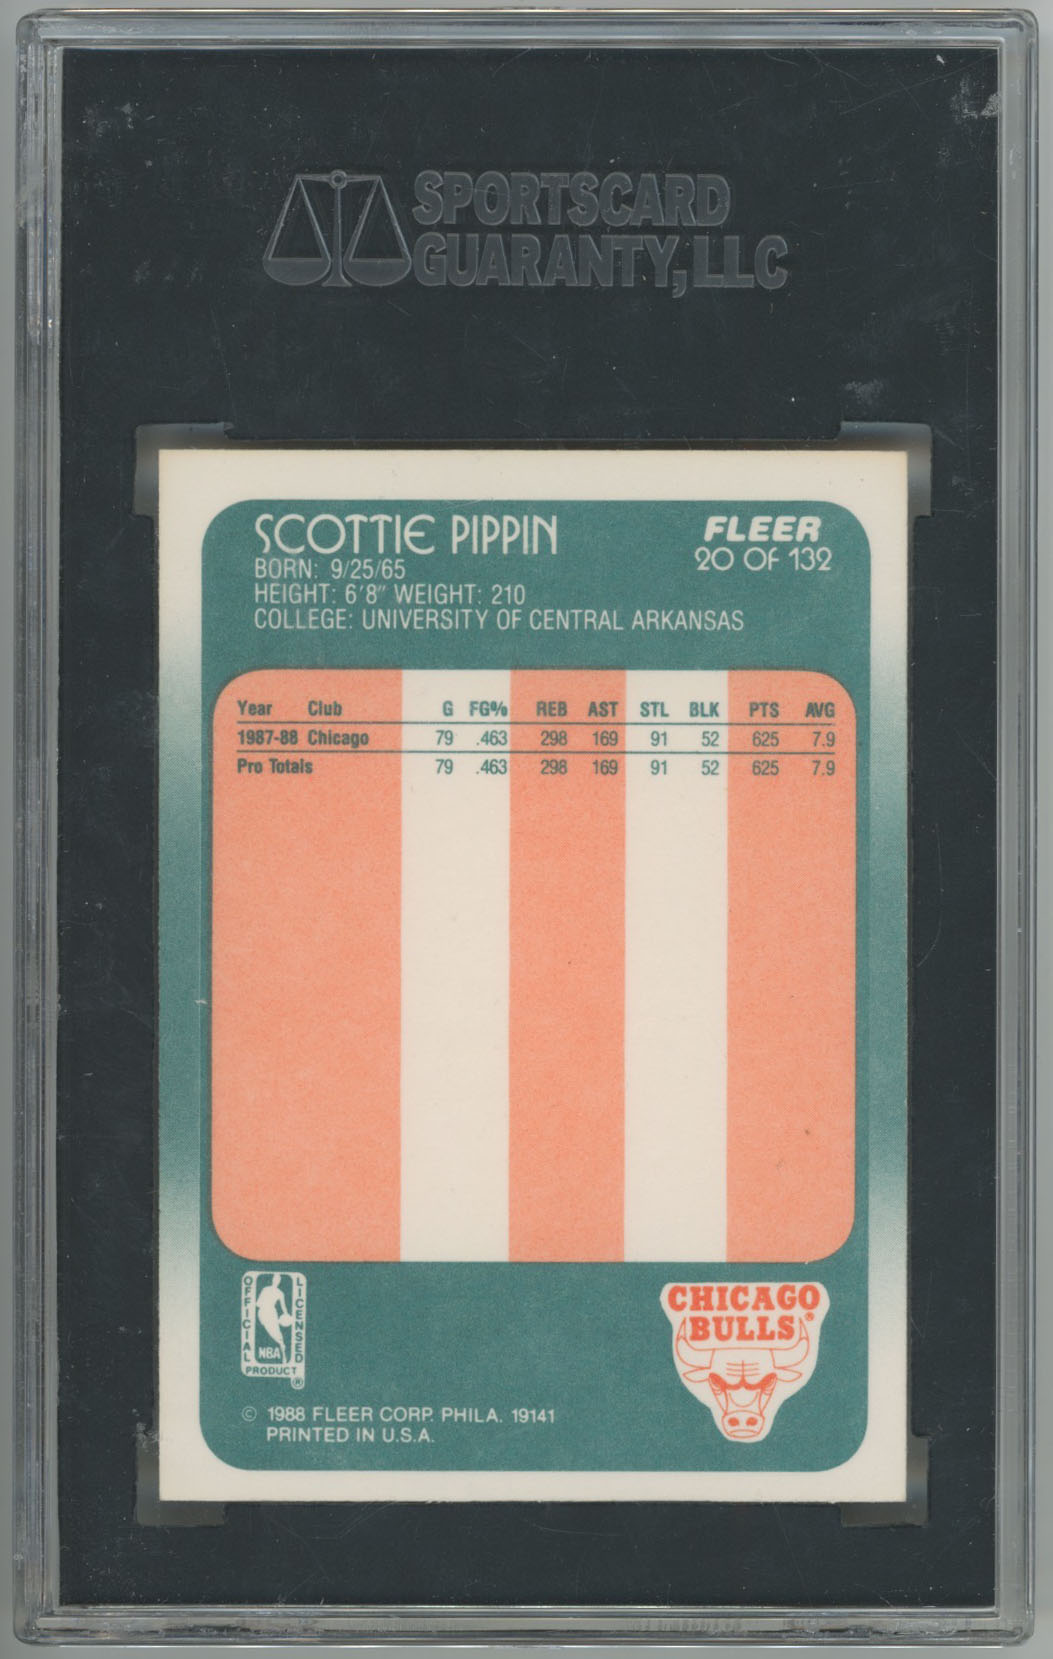 SPORTSCARD
GUARANTY, LLC
SCOTTIE PIPPIN
FLEER
20 OF 132
BORN: 9/25/65
HEIGHT: 6'8" WEIGHT: 210
COLLEGE: UNIVERSITY OF CENTRAL ARKANSAS
Year Club G FG% REB AST STL BLK PTS AVG
1987-88 Chicago 79 .463 298 169 91 52 625 7.9
Pro Totals 79 .463 298 169 91 52 625 7.9
OFFICIAL LICENSED
NBA
PRODUCT
®
CHICAGO
BULLS®
© 1988 FLEER CORP. PHILA. 19141
PRINTED IN U.S.A.